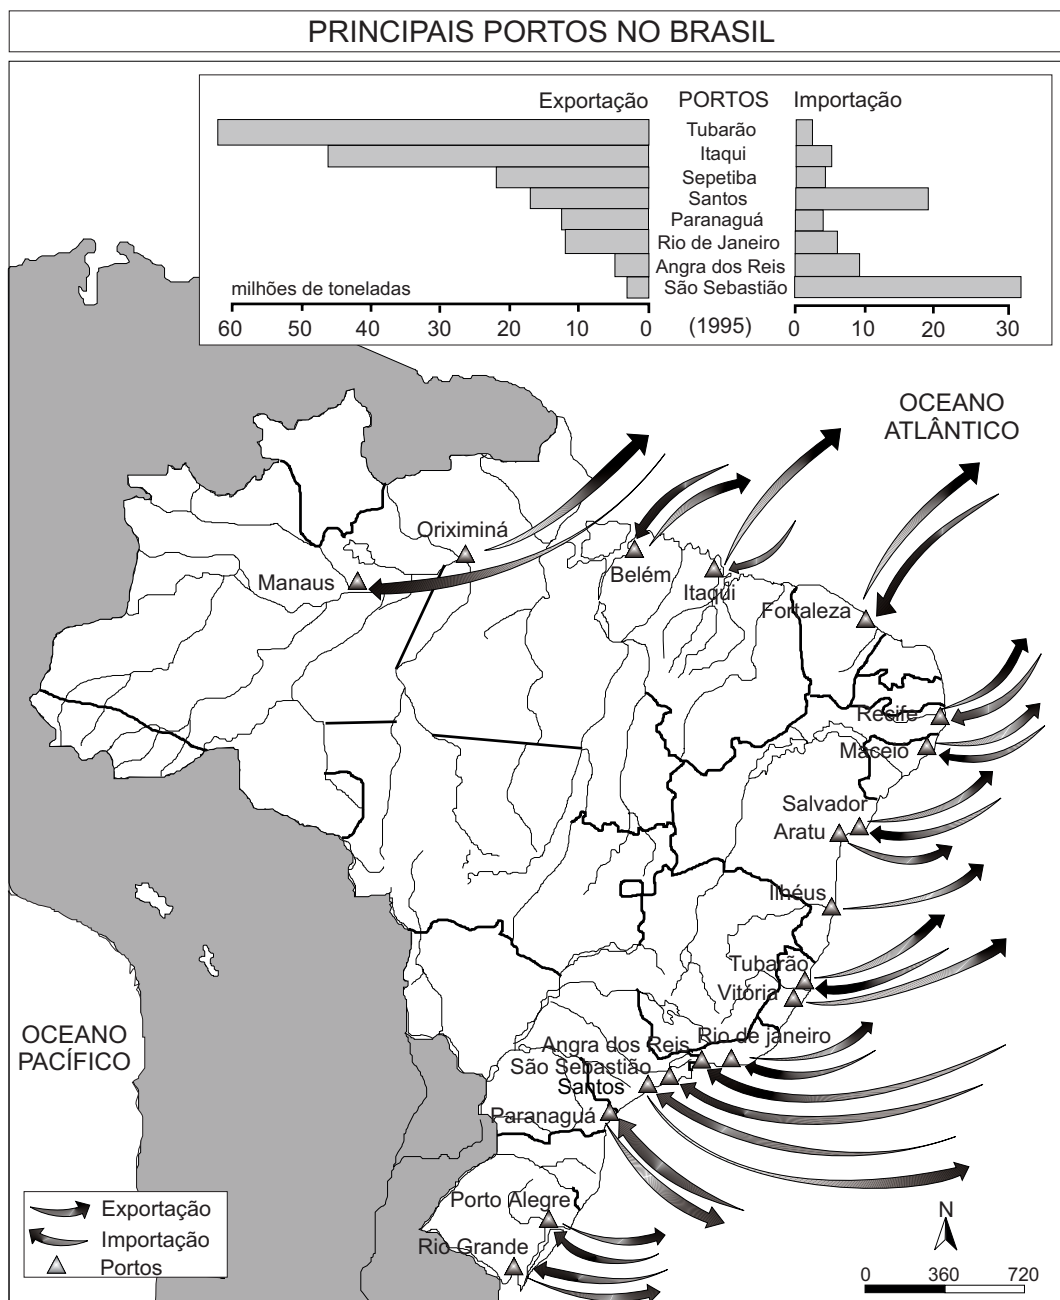 PRINCIPAIS PORTOS NO BRASIL
Exportação PORTOS Importação
Tubarão
Itaqui
Sepetiba
Santos
Paranaguá
Rio de Janeiro
Angra dos Reis
São Sebastião
milhões de toneladas
60 50 40 30 20 10 0 (1995) 0 10 20 30
OCEANO
ATLÂNTICO
Oriximiná
Manaus
Belém
Itaqui
Fortaleza
Recife
Maceio
Salvador
Aratu
Ilhéus
Tubarão
Vitória
OCEANO
PACÍFICO
Rio de janeiro
Angra dos Reis
São Sebastião
Santos
Paranaguá
Porto Alegre
Rio Grande
Exportação
Importação
Portos
N
0 360 720